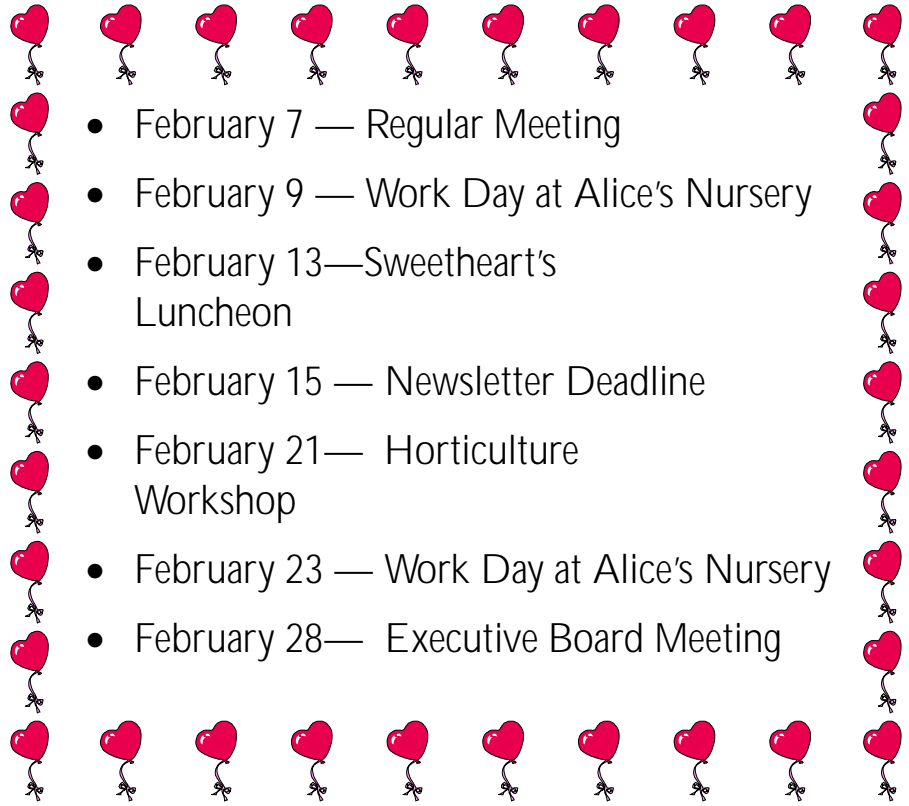 • February 7 — Regular Meeting
• February 9 — Work Day at Alice's Nursery
• February 13—Sweetheart's
Luncheon
• February 15 — Newsletter Deadline
• February 21— Horticulture
Workshop
• February 23 — Work Day at Alice's Nursery
• February 28— Executive Board Meeting